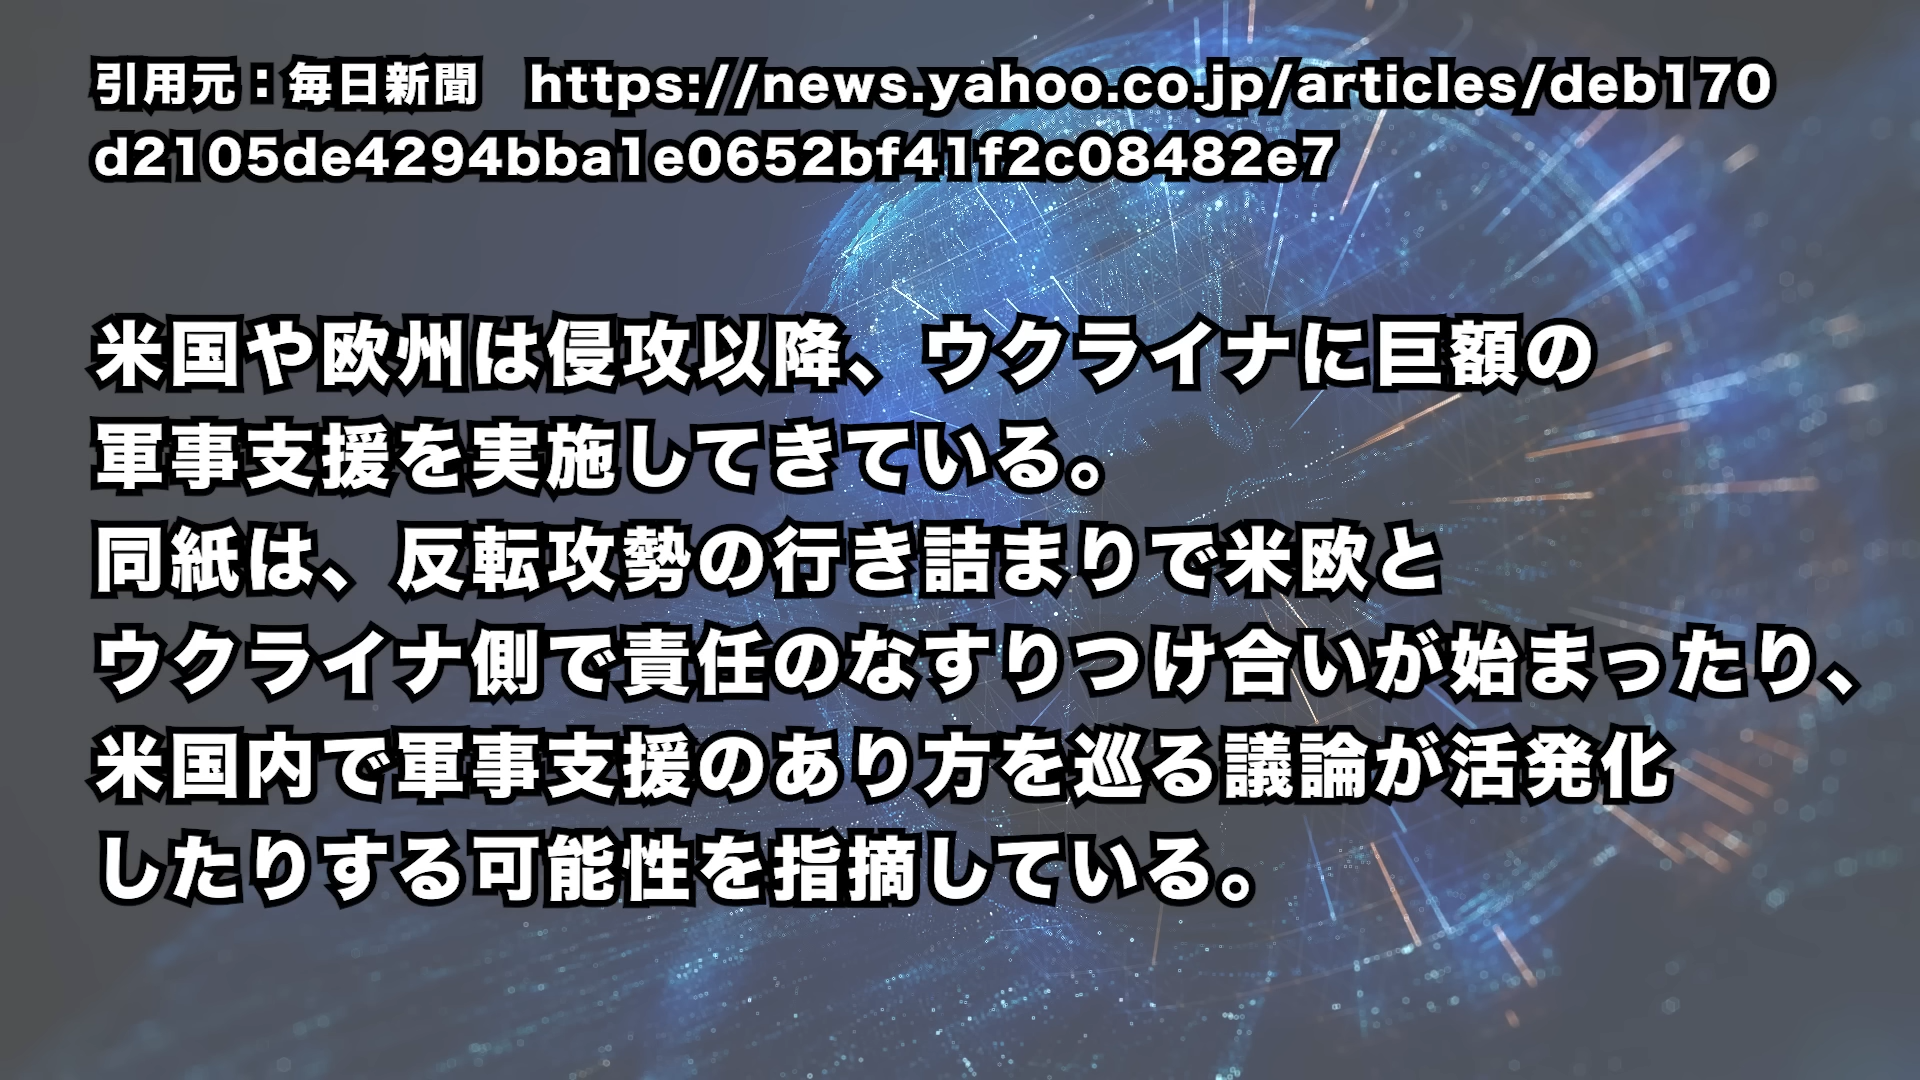 引用元：毎日新聞　https://news.yahoo.co.jp/articles/deb170
d2105de4294bba1e0652bf41f2c08482e7
米国や欧州は侵攻以降、ウクライナに巨額の
軍事支援を実施してきている。
同紙は、反転攻勢の行き詰まりで米欧と
ウクライナ側で責任のなすりつけ合いが始まったり、
米国内で軍事支援のあり方を巡る議論が活発化
したりする可能性を指摘している。